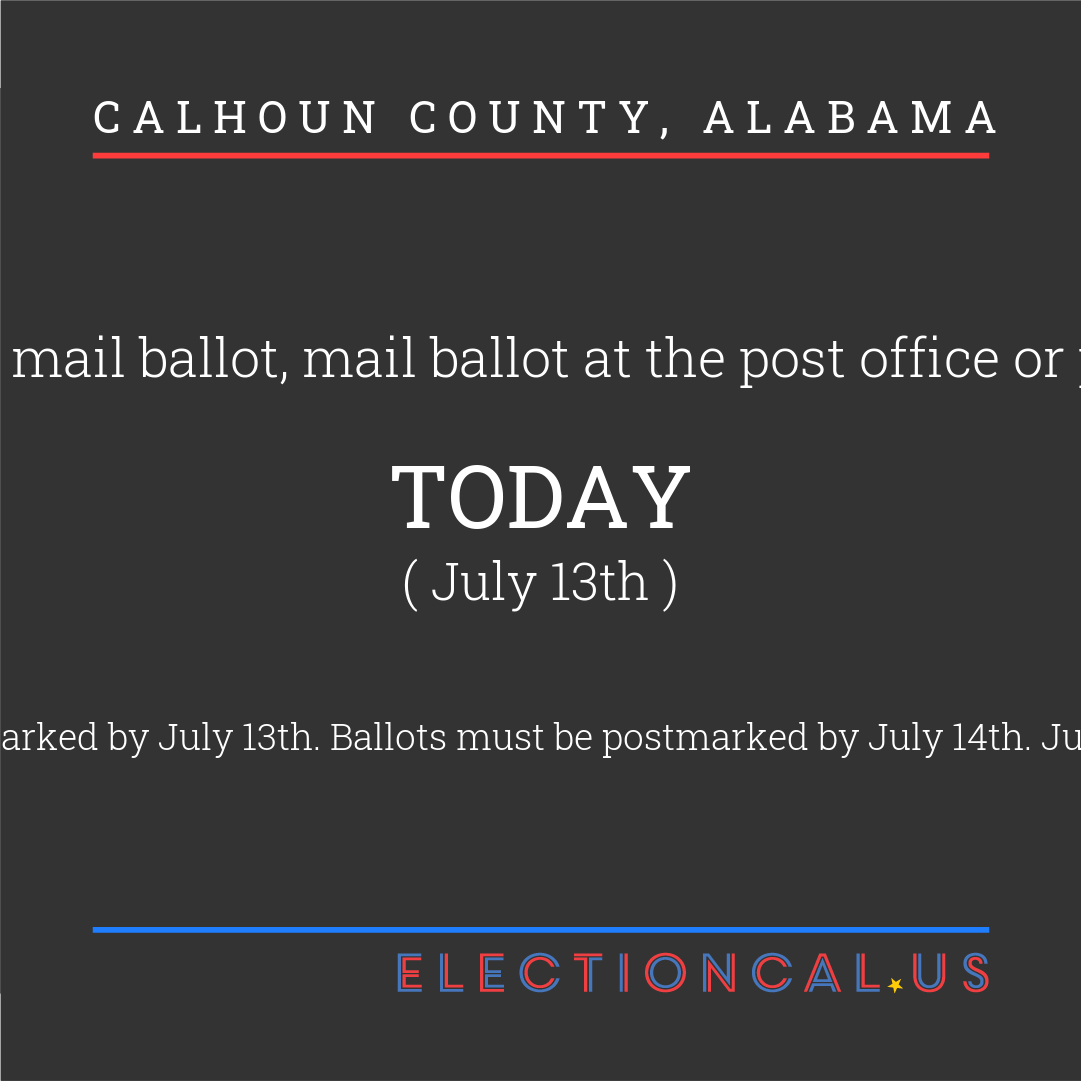 CALHOUN COUNTY, ALABAMA
mail ballot, mail ballot at the post office or
TODAY
( July 13th )
arked by July 13th. Ballots must be postmarked by July 14th. Ju
ELECTIONCAL.US